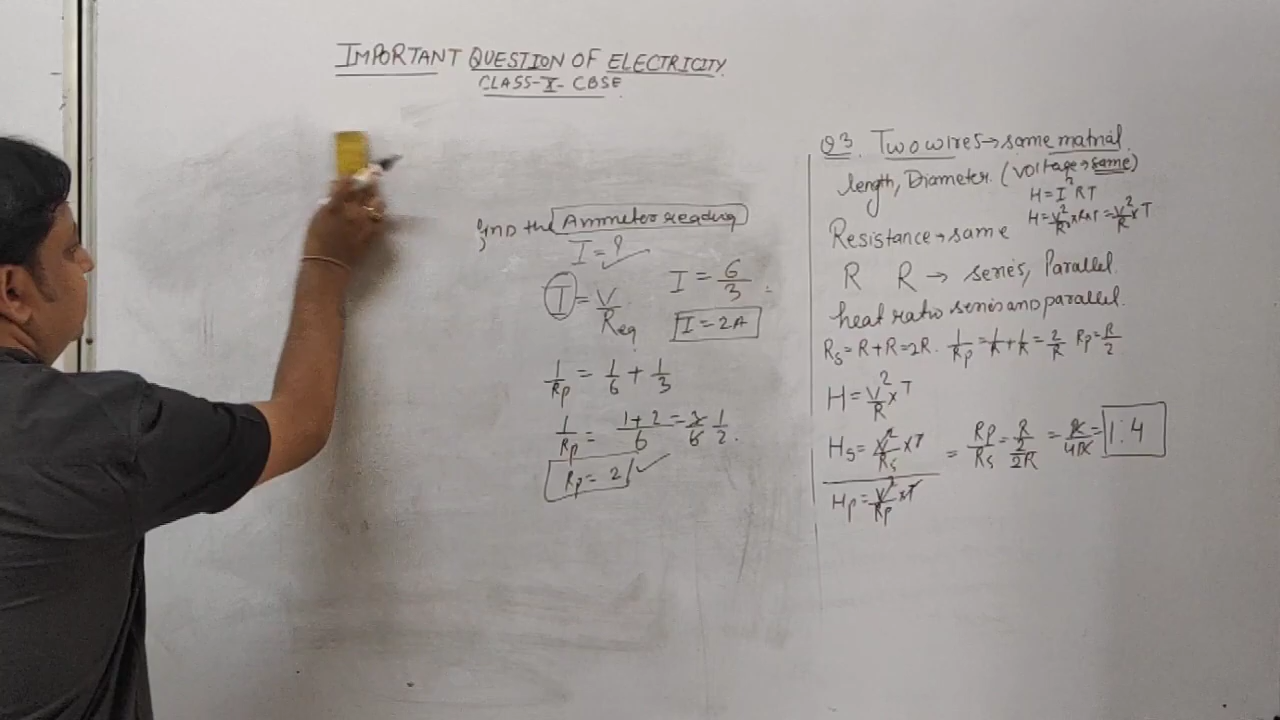 IMPORTANT QUESTION OF ELECTRICITY
CLASS-X-CBSE
find the Ammeter reading
I = ?
I = V/Req
I = 6/3
I = 2A
1/Rp = 1/6 + 1/3
1/Rp = 1+2/6 = 3/6 1/2.
Rp = 2
Q3. Two wires → same matrial
length, Diameter. (voltage → same)
H = I²RT
H = V²/R² x R x T = V²/R x T
Resistance → same
R R → series, Parallel.
heat ratio series and parallel.
Rs = R + R = 2R. 1/Rp = 1/R + 1/R = 2/R Rp = R/2
H = V²/R x T
Hs = V²/Rs x T
Hp = V²/Rp x T
= Rp/Rs = R/2/2R = R/4R = 1:4